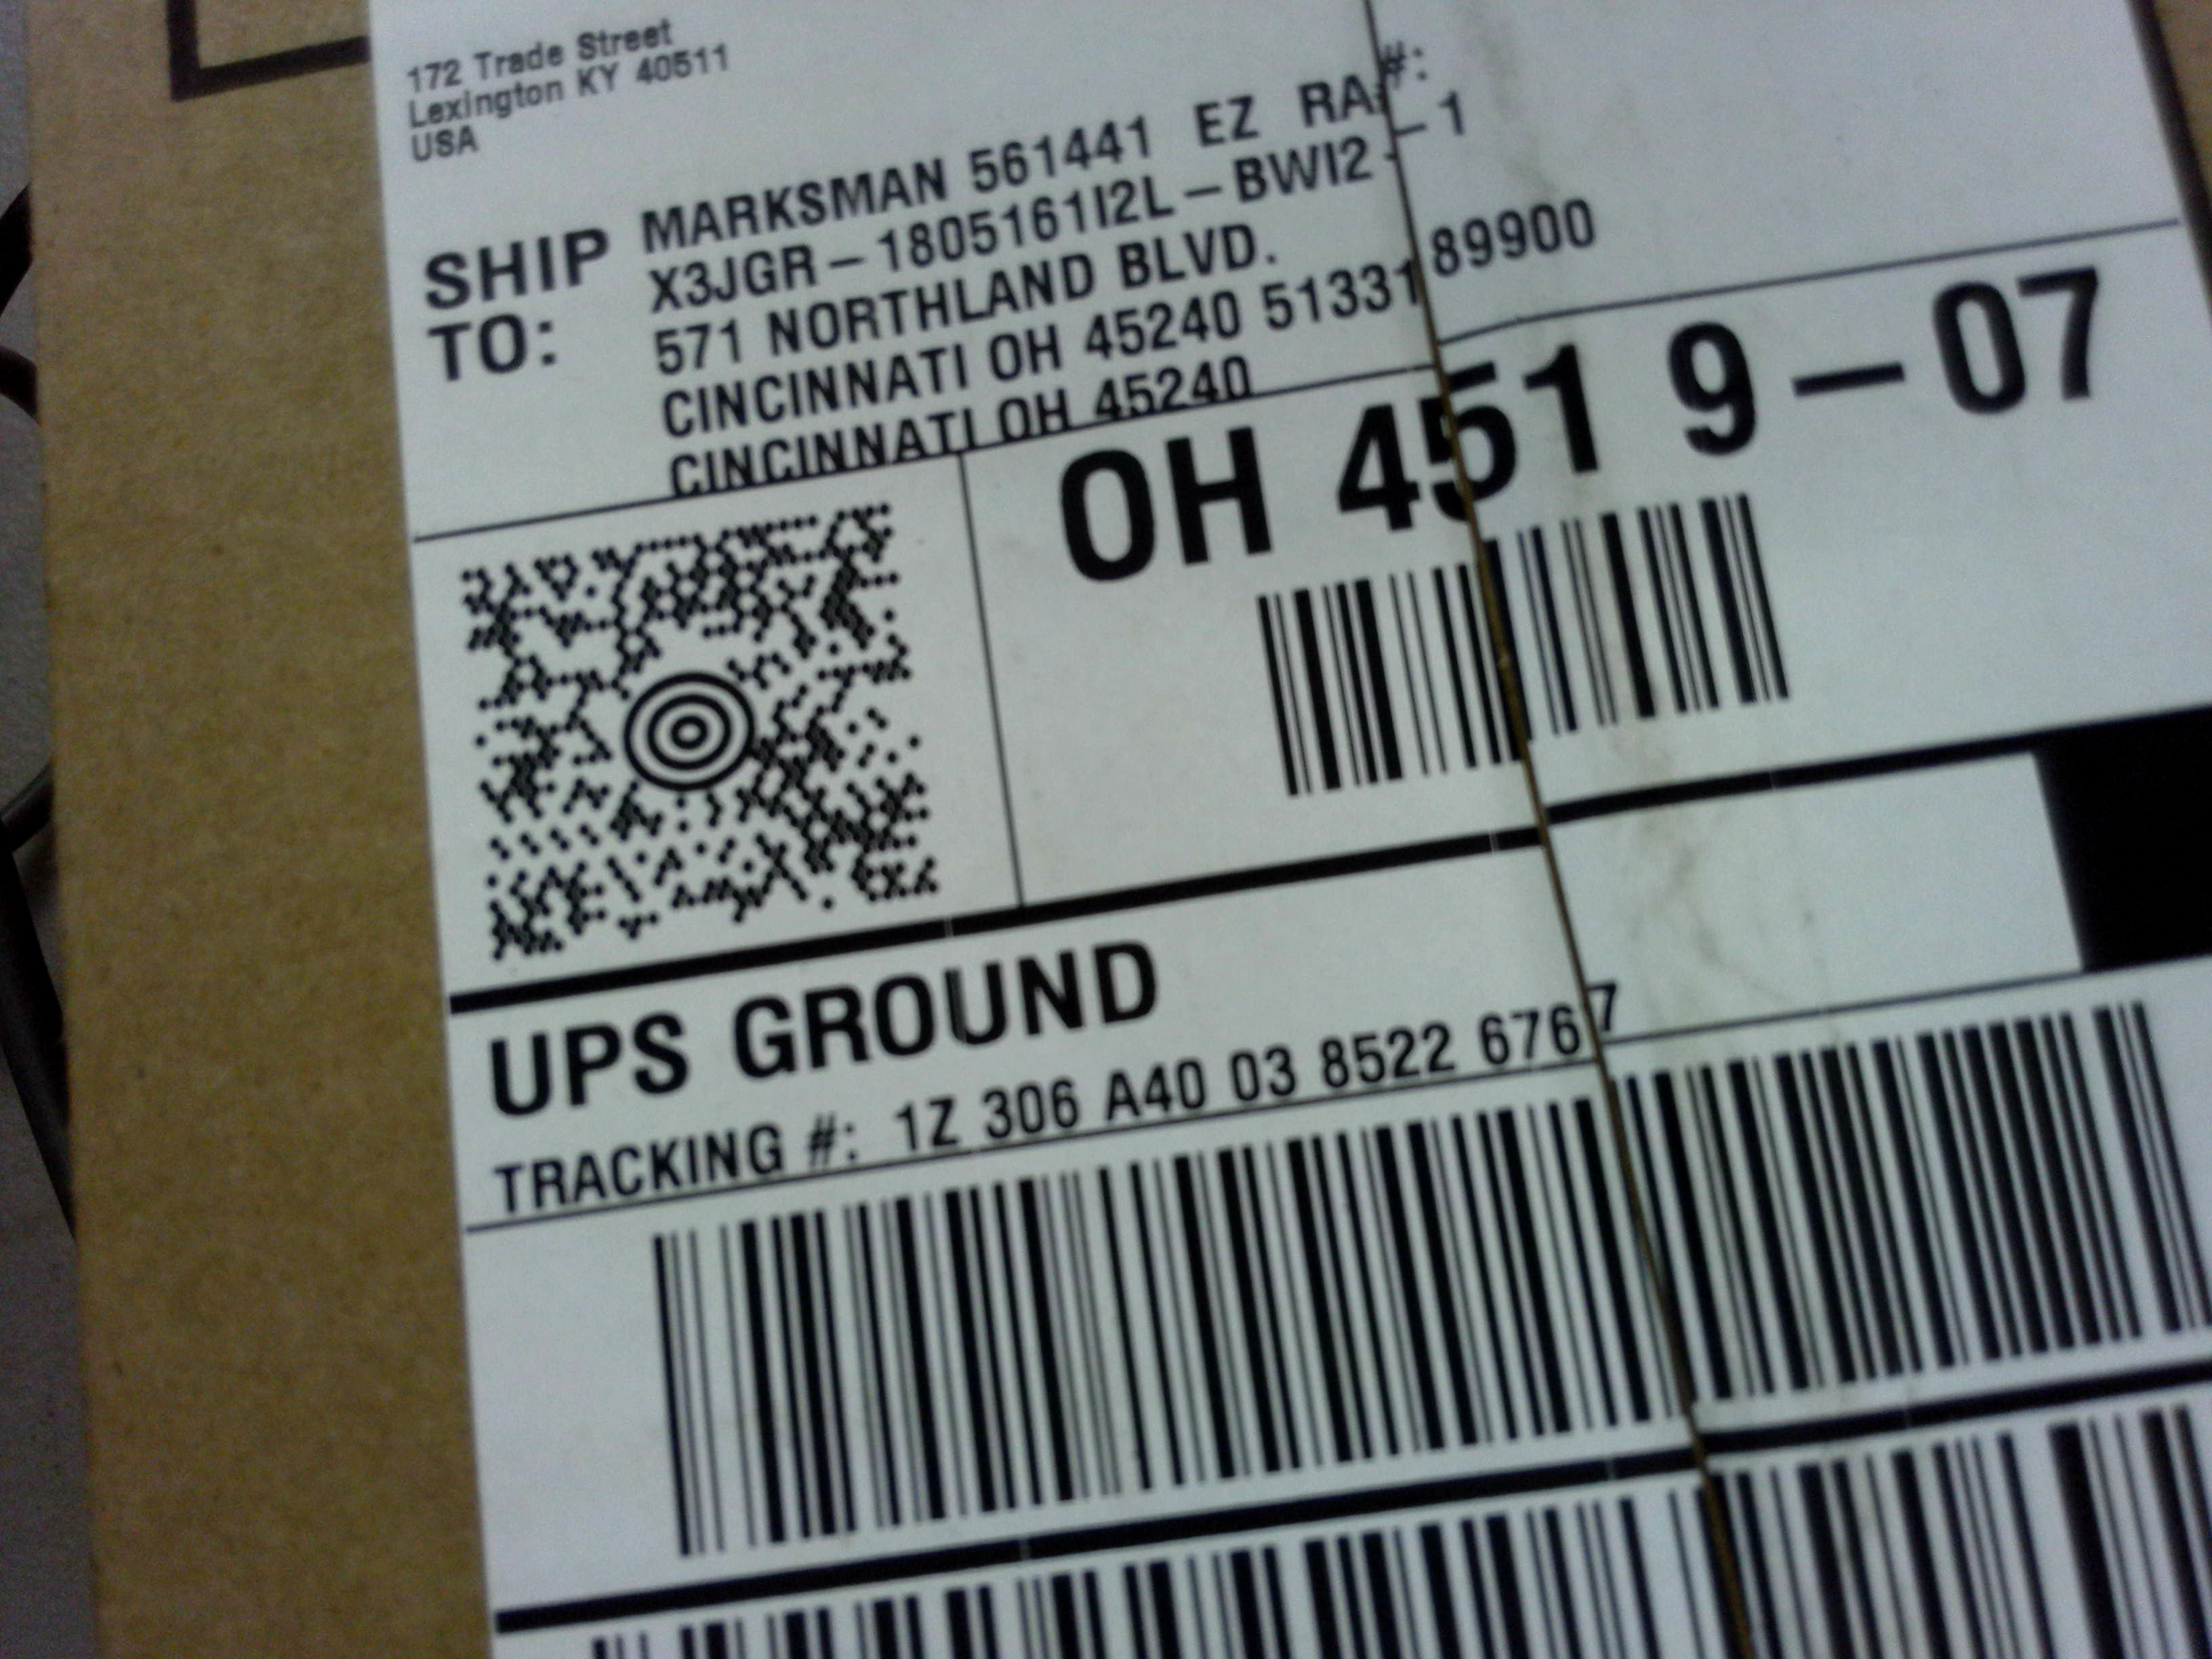 172 Trade Street
Lexington KY 40511
USA
SHIP TO:
MARKSMAN 561441 EZ RA#:
X3JGR-1805161I2L-BWI2--1
571 NORTHLAND BLVD.
CINCINNATI OH 45240 5133189900
CINCINNATI OH 45240
OH 451 9-07
UPS GROUND
TRACKING #: 1Z 306 A40 03 8522 6767